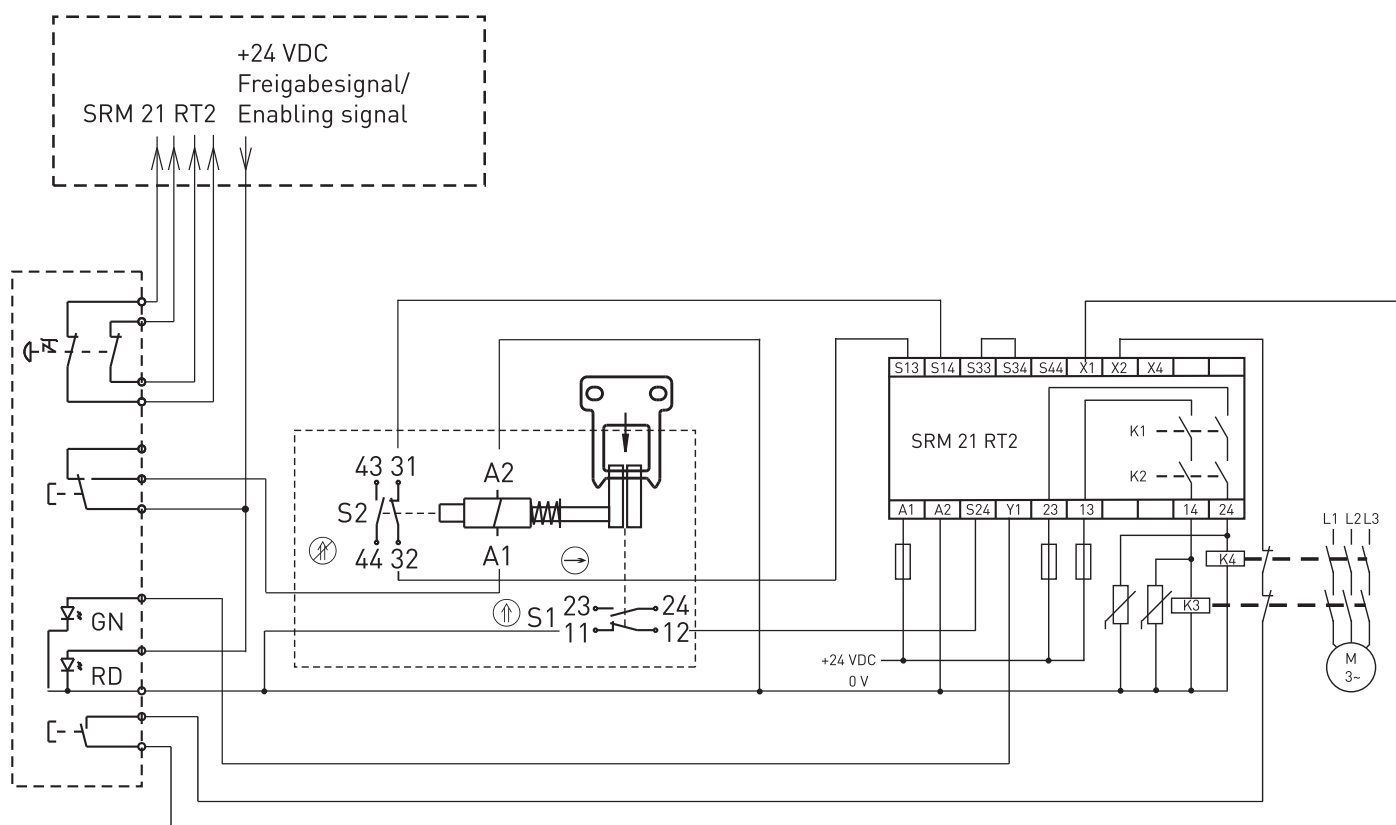 +24 VDC
Freigabesignal/
SRM 21 RT2 Enabling signal
S13 S14 S33 S34 S44 X1 X2 X4
SRM 21 RT2
K1
K2
A1 A2 S24 Y1 23 13 14 24
43 31
A2
S2
44 32
A1
S1
23 24
11 12
L1 L2 L3
K4
K3
GN
RD
+24 VDC
0 V
M
3~